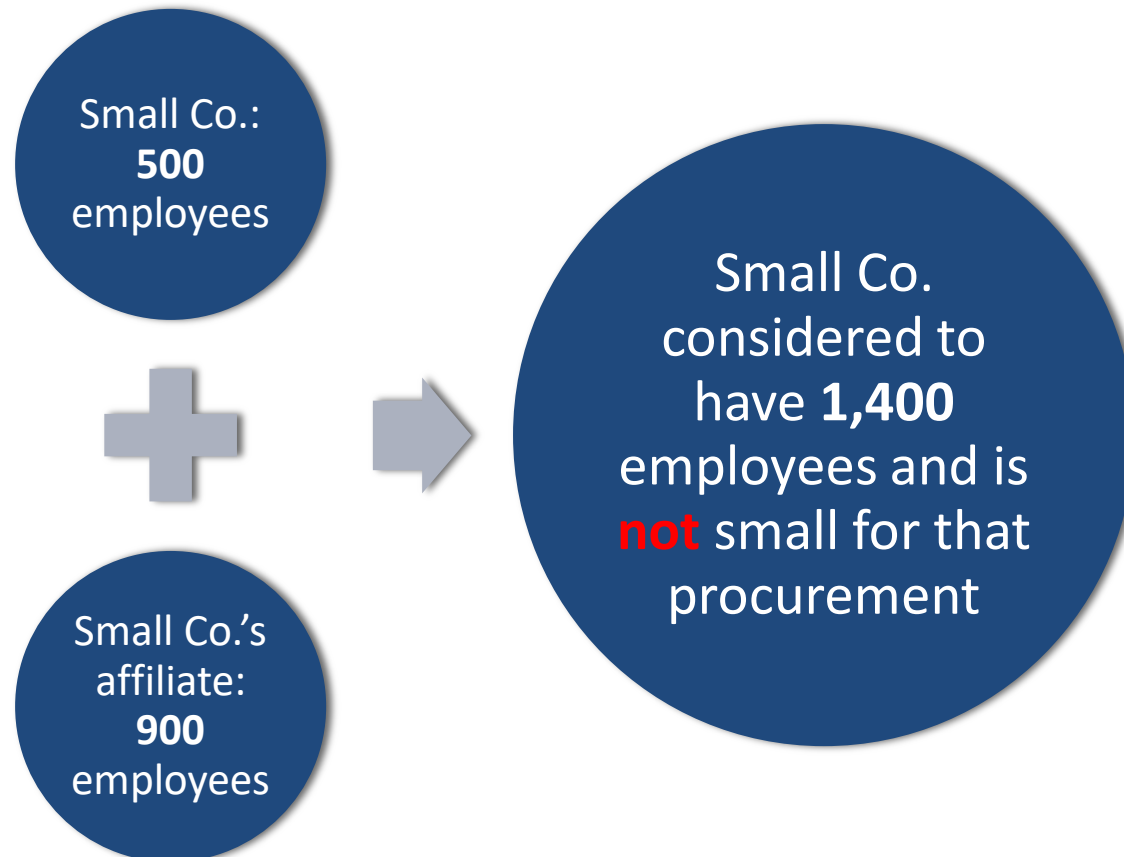 Small Co.:
500
employees
Small Co.’s
affiliate:
900
employees
Small Co.
considered to
have 1,400
employees and is
not small for that
procurement